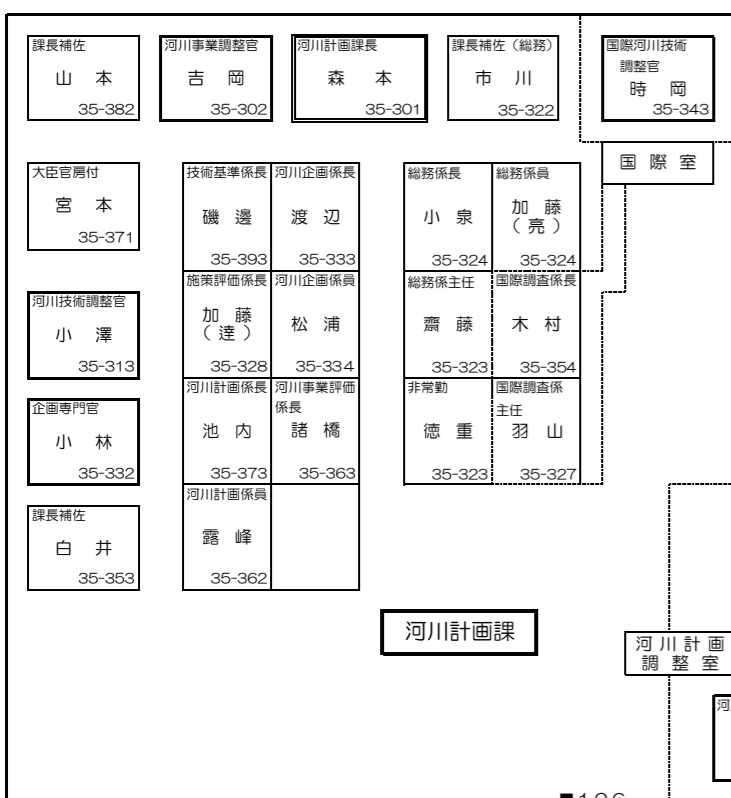 課長補佐
山 本
35-382
河川事業調整官
吉 岡
35-302
河川計画課長
森 本
35-301
課長補佐（総務）
市 川
35-322
国際河川技術
調整官
時 岡
35-343
国 際 室
大臣官房付
宮 本
35-371
技術基準係長
磯 邉
35-393
河川企画係長
渡 辺
35-333
総務係長
小 泉
35-324
総務係員
加 藤
（ 亮 ）
35-324
河川技術調整官
小 澤
35-313
施策評価係長
加 藤
（ 達 ）
35-328
河川企画係員
松 浦
35-334
総務係主任
齋 藤
35-323
国際調査係長
木 村
35-354
企画専門官
小 林
35-332
河川計画係長
池 内
35-373
河川事業評価
係長
諸 橋
35-363
非常勤
徳 重
35-323
国際調査係
主任
羽 山
35-327
課長補佐
白 井
35-353
河川計画係員
露 峰
35-362
河川計画課
河 川 計 画
調 整 室
河